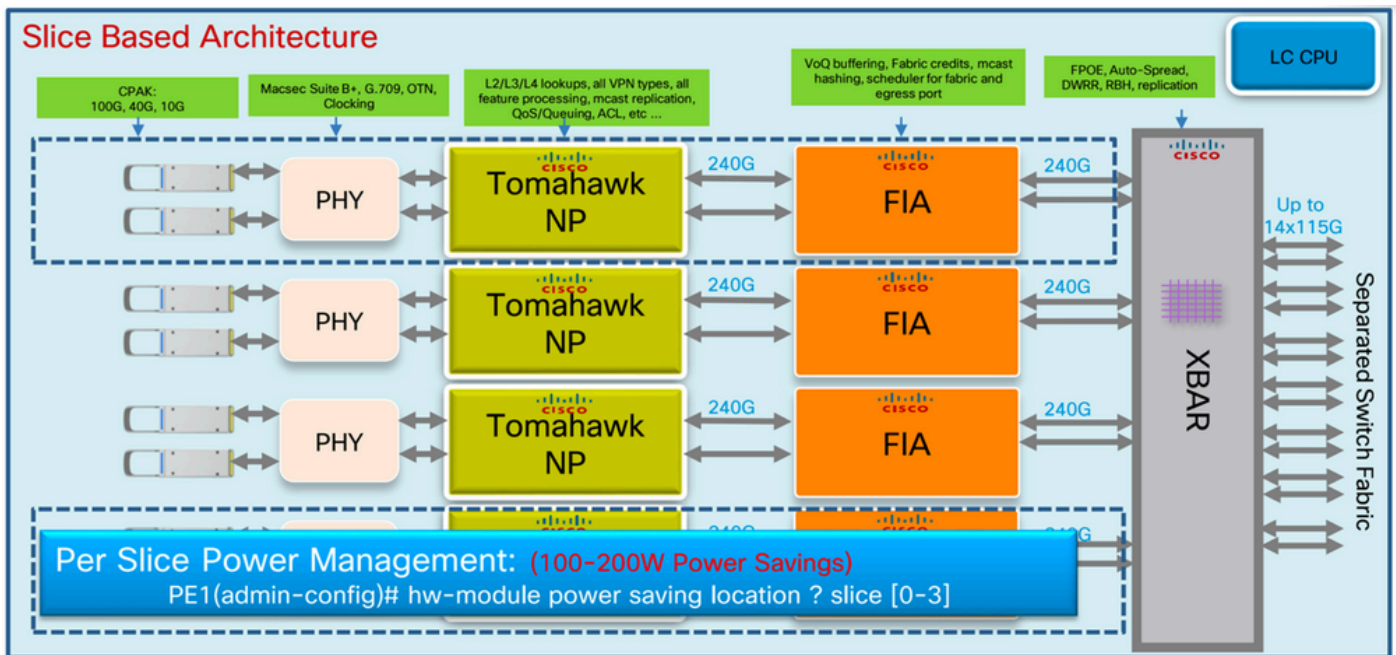 Slice Based Architecture
LC CPU
CPAK:
100G, 40G, 10G
Macsec Suite B+, G.709, OTN,
Clocking
L2/L3/L4 lookups, all VPN types, all
feature processing, mcast replication,
QoS/Queuing, ACL, etc ...
VoQ buffering, Fabric credits, mcast
hashing, scheduler for fabric and
egress port
FPOE, Auto-Spread,
DWRR, RBH, replication
PHY
CISCO
Tomahawk
NP
240G
CISCO
FIA
240G
CISCO
XBAR
Up to
14x115G
Separated Switch Fabric
PHY
CISCO
Tomahawk
NP
240G
CISCO
FIA
240G
PHY
CISCO
Tomahawk
NP
240G
CISCO
FIA
240G
CISCO
240G
CISCO
240G
Per Slice Power Management: (100-200W Power Savings)
PE1(admin-config)# hw-module power saving location ? slice [0-3]